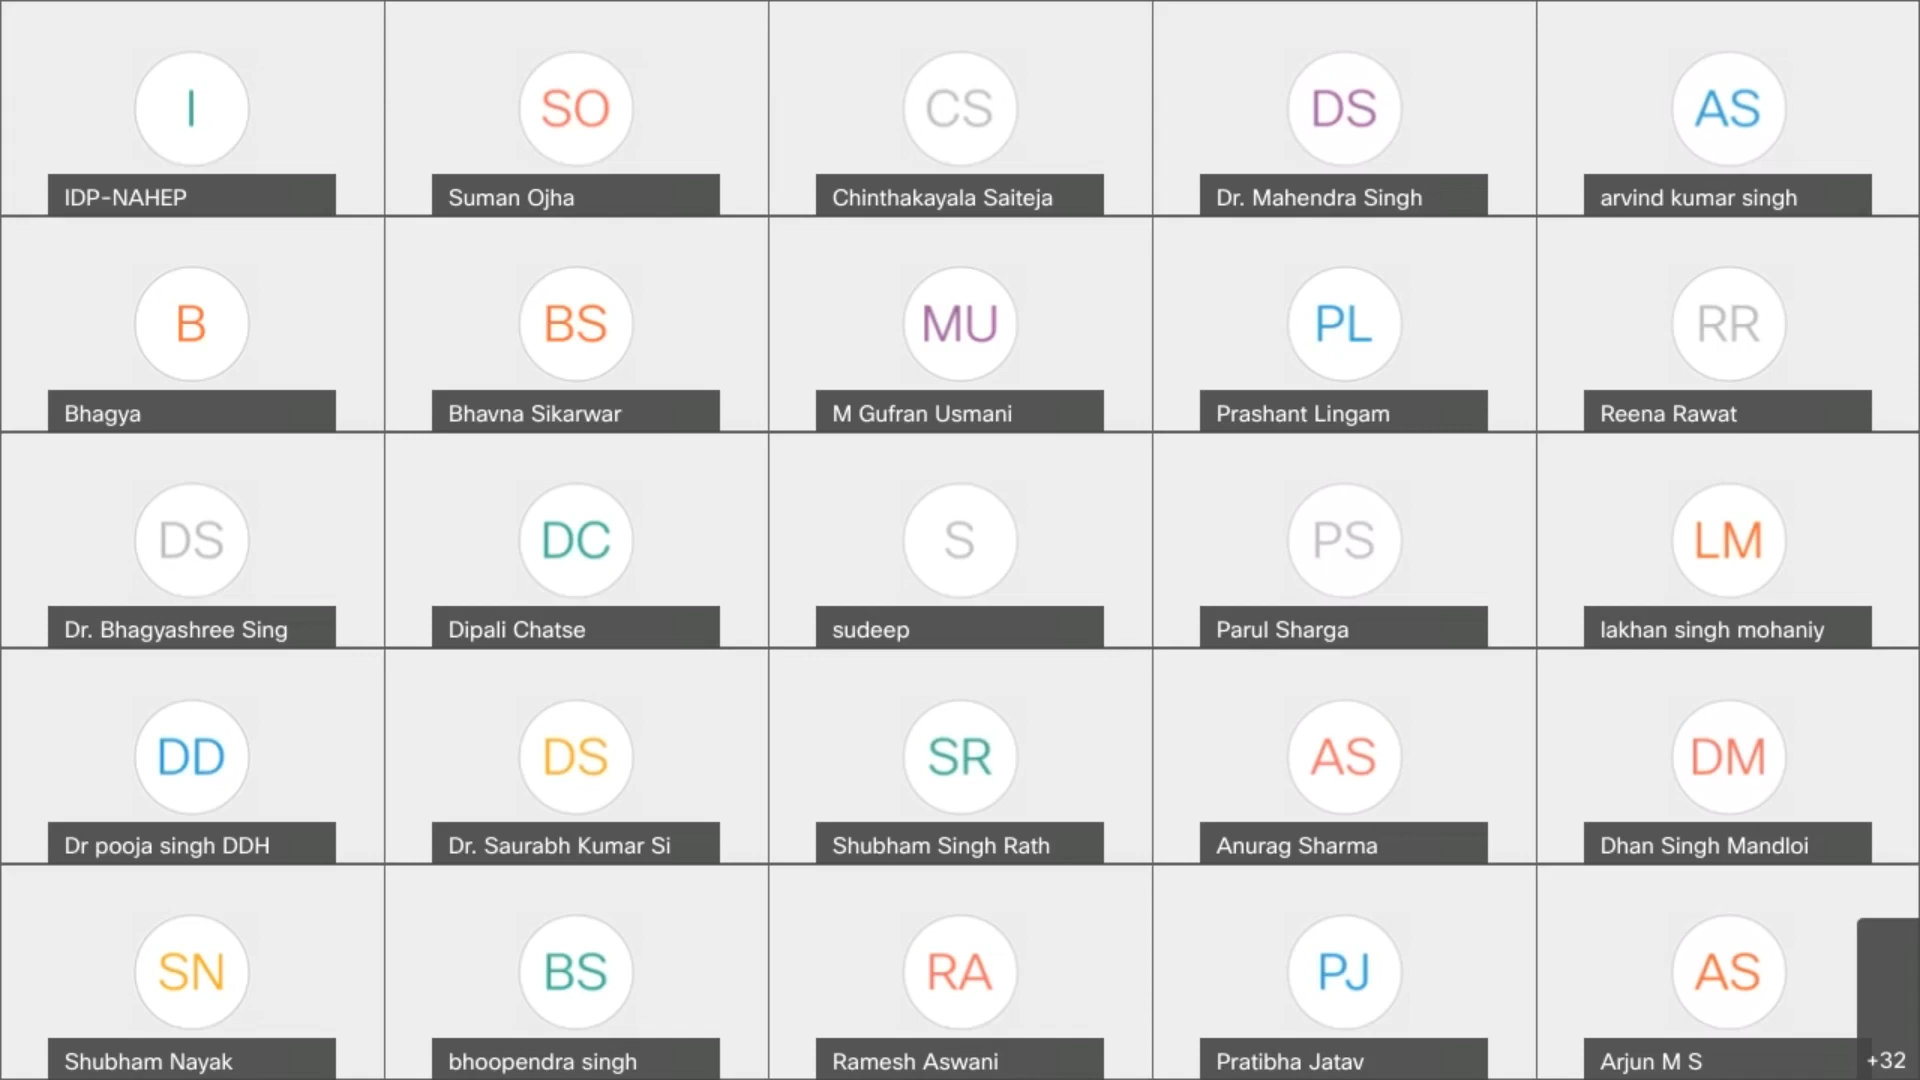 I
SO
CS
DS
AS
IDP-NAHEP
Suman Ojha
Chinthakayala Saiteja
Dr. Mahendra Singh
arvind kumar singh
B
BS
MU
PL
RR
Bhagya
Bhavna Sikarwar
M Gufran Usmani
Prashant Lingam
Reena Rawat
DS
DC
S
PS
LM
Dr. Bhagyashree Sing
Dipali Chatse
sudeep
Parul Sharga
lakhan singh mohaniy
DD
DS
SR
AS
DM
Dr pooja singh DDH
Dr. Saurabh Kumar Si
Shubham Singh Rath
Anurag Sharma
Dhan Singh Mandloi
SN
BS
RA
PJ
AS
Shubham Nayak
bhoopendra singh
Ramesh Aswani
Pratibha Jatav
Arjun M S
+32